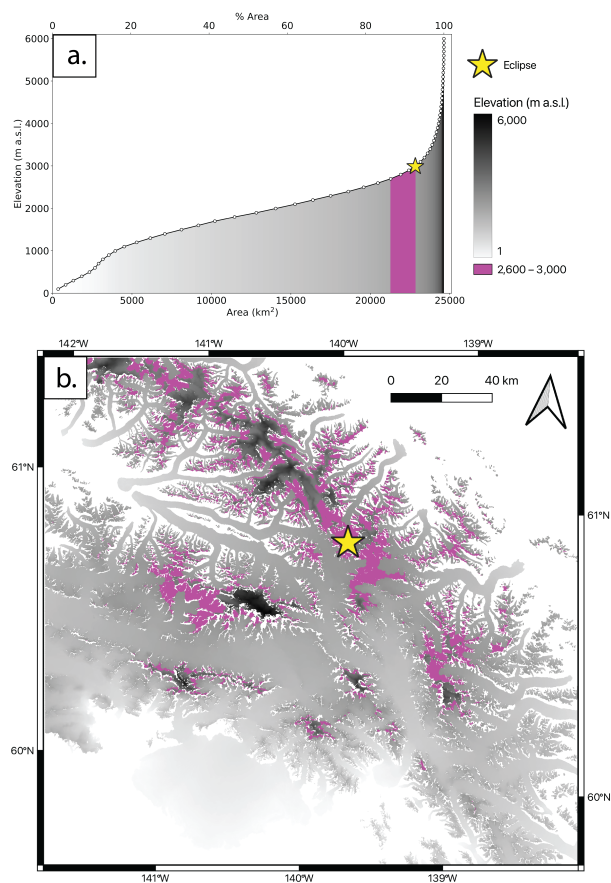 % Area
0 20 40 60 80 100
a.
6000
5000
4000
3000
2000
1000
0
Elevation (m a.s.l.)
0 5000 10000 15000 20000 25000
Area (km²)
Eclipse
Elevation (m a.s.l.)
6,000
1
2,600 – 3,000
142°W 141°W 140°W 139°W
b.
0 20 40 km
61°N
61°N
60°N
60°N
141°W 140°W 139°W